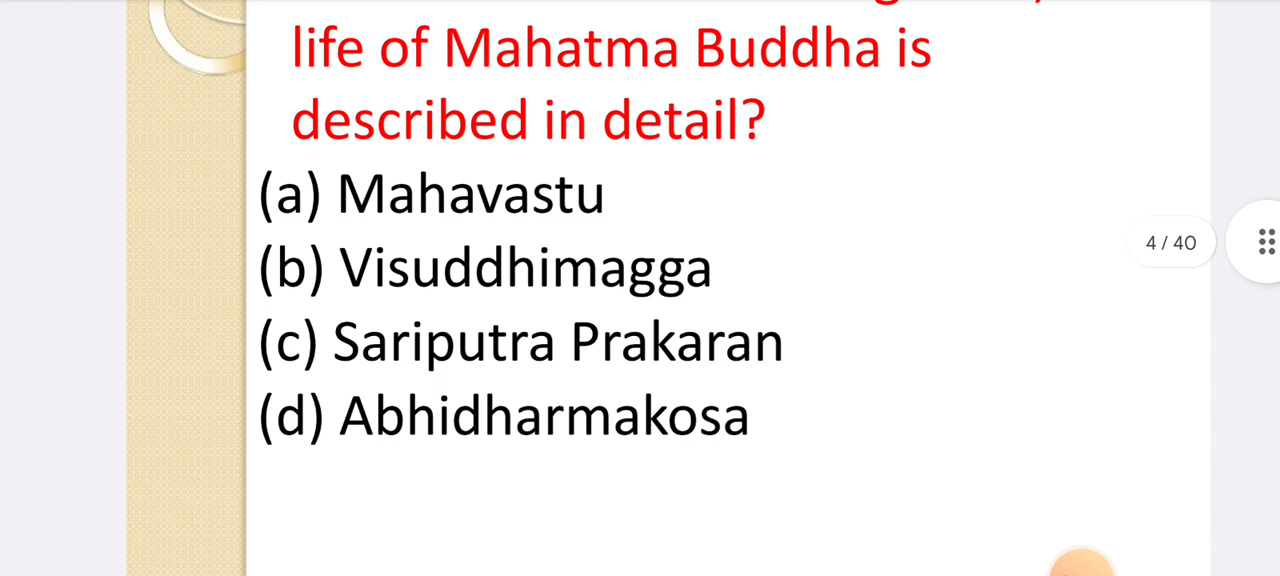 life of Mahatma Buddha is
described in detail?
(a) Mahavastu
(b) Visuddhimagga
4 / 40
(c) Sariputra Prakaran
(d) Abhidharmakosa